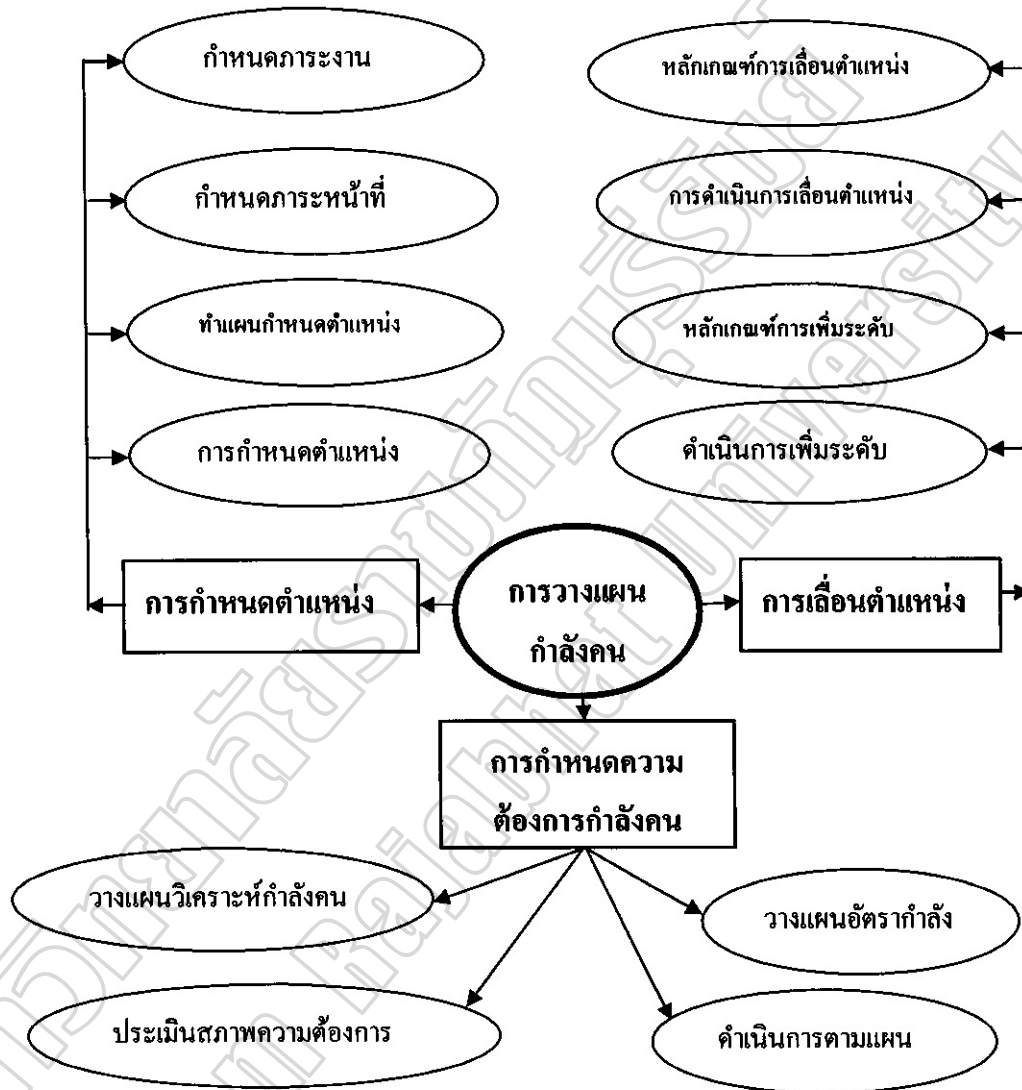 กำหนดภาระงาน
หลักเกณฑ์การเลื่อนตำแหน่ง
กำหนดภาระหน้าที่
การดำเนินการเลื่อนตำแหน่ง
ทำแผนกำหนดตำแหน่ง
หลักเกณฑ์การเพิ่มระดับ
การกำหนดตำแหน่ง
ดำเนินการเพิ่มระดับ
การกำหนดตำแหน่ง
การวางแผน
กำลังคน
การเลื่อนตำแหน่ง
การกำหนดความ
ต้องการกำลังคน
วางแผนวิเคราะห์กำลังคน
วางแผนอัตรากำลัง
ประเมินสภาพความต้องการ
ดำเนินการตามแผน
Rajabhat University